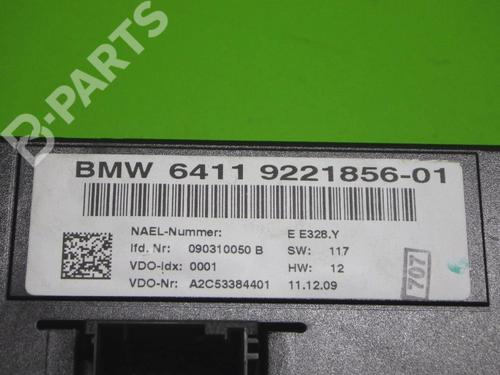 B-PARTS
BMW 6411 9221856-01
NAEL-Nummer: E E328.Y
lfd. Nr: 090310050 B SW: 117
VDO-Idx: 0001 HW: 12
VDO-Nr: A2C53384401 11.12.09
707